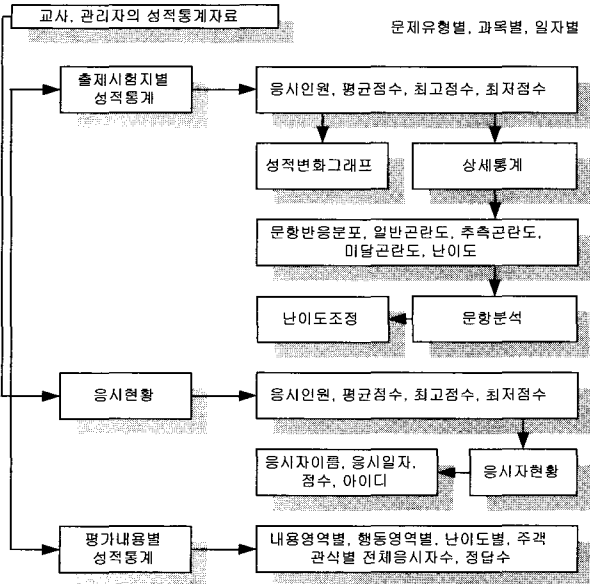 교사, 관리자의 성적통계자료
문제유형별, 과목별, 일자별
출제시험지별
성적통계
응시인원, 평균점수, 최고점수, 최저점수
성적변화그래프
상세통계
문항반응분포, 일반곤란도, 추측곤란도,
미달곤란도, 난이도
난이도조정
문항분석
응시현황
응시인원, 평균점수, 최고점수, 최저점수
응시자이름, 응시일자,
점수, 아이디
응시자현황
평가내용별
성적통계
내용영역별, 행동영역별, 난이도별, 주객
관식별 전체응시자수, 정답수